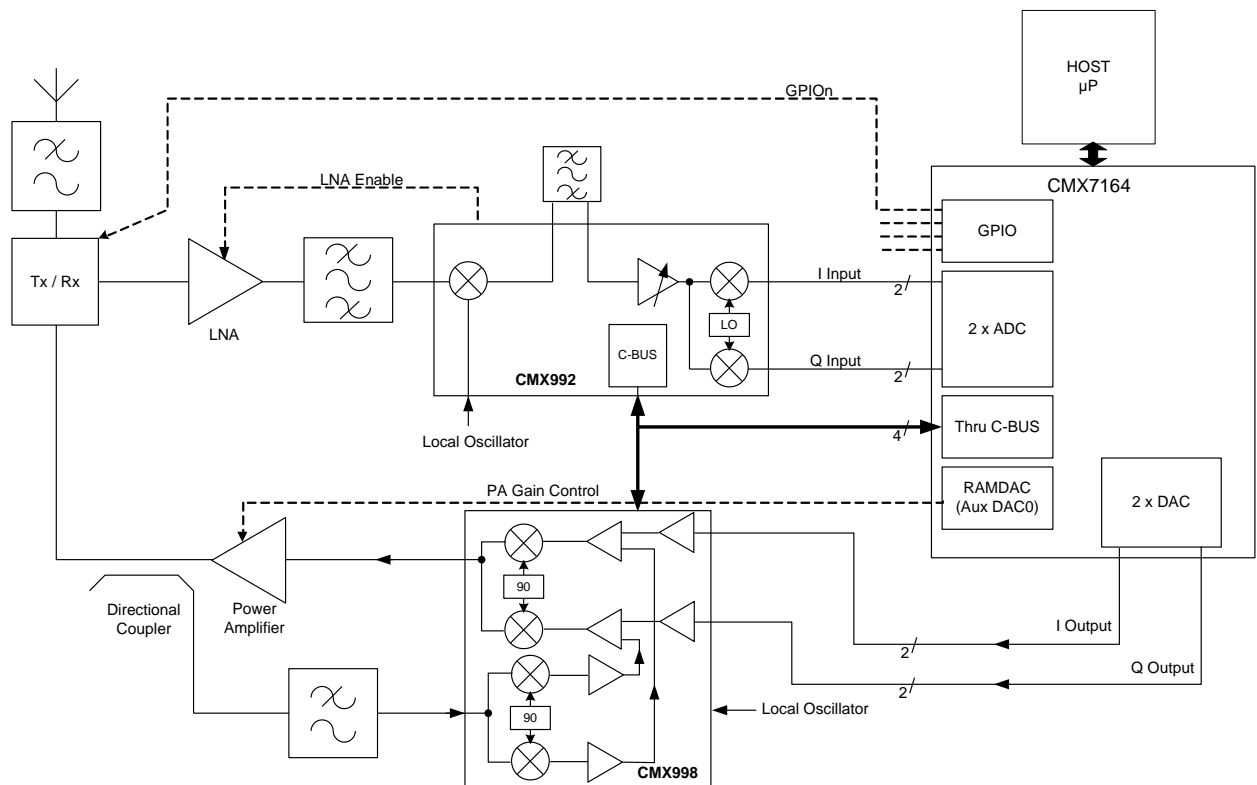 HOST
µP
GPIOn
CMX7164
LNA Enable
GPIO
Tx / Rx
I Input
2
LNA
LO
2 x ADC
C-BUS
Q Input
2
CMX992
Local Oscillator
4
Thru C-BUS
PA Gain Control
RAMDAC
(Aux DAC0)
2 x DAC
90
Directional
Coupler
Power
Amplifier
I Output
2
Q Output
2
90
Local Oscillator
CMX998